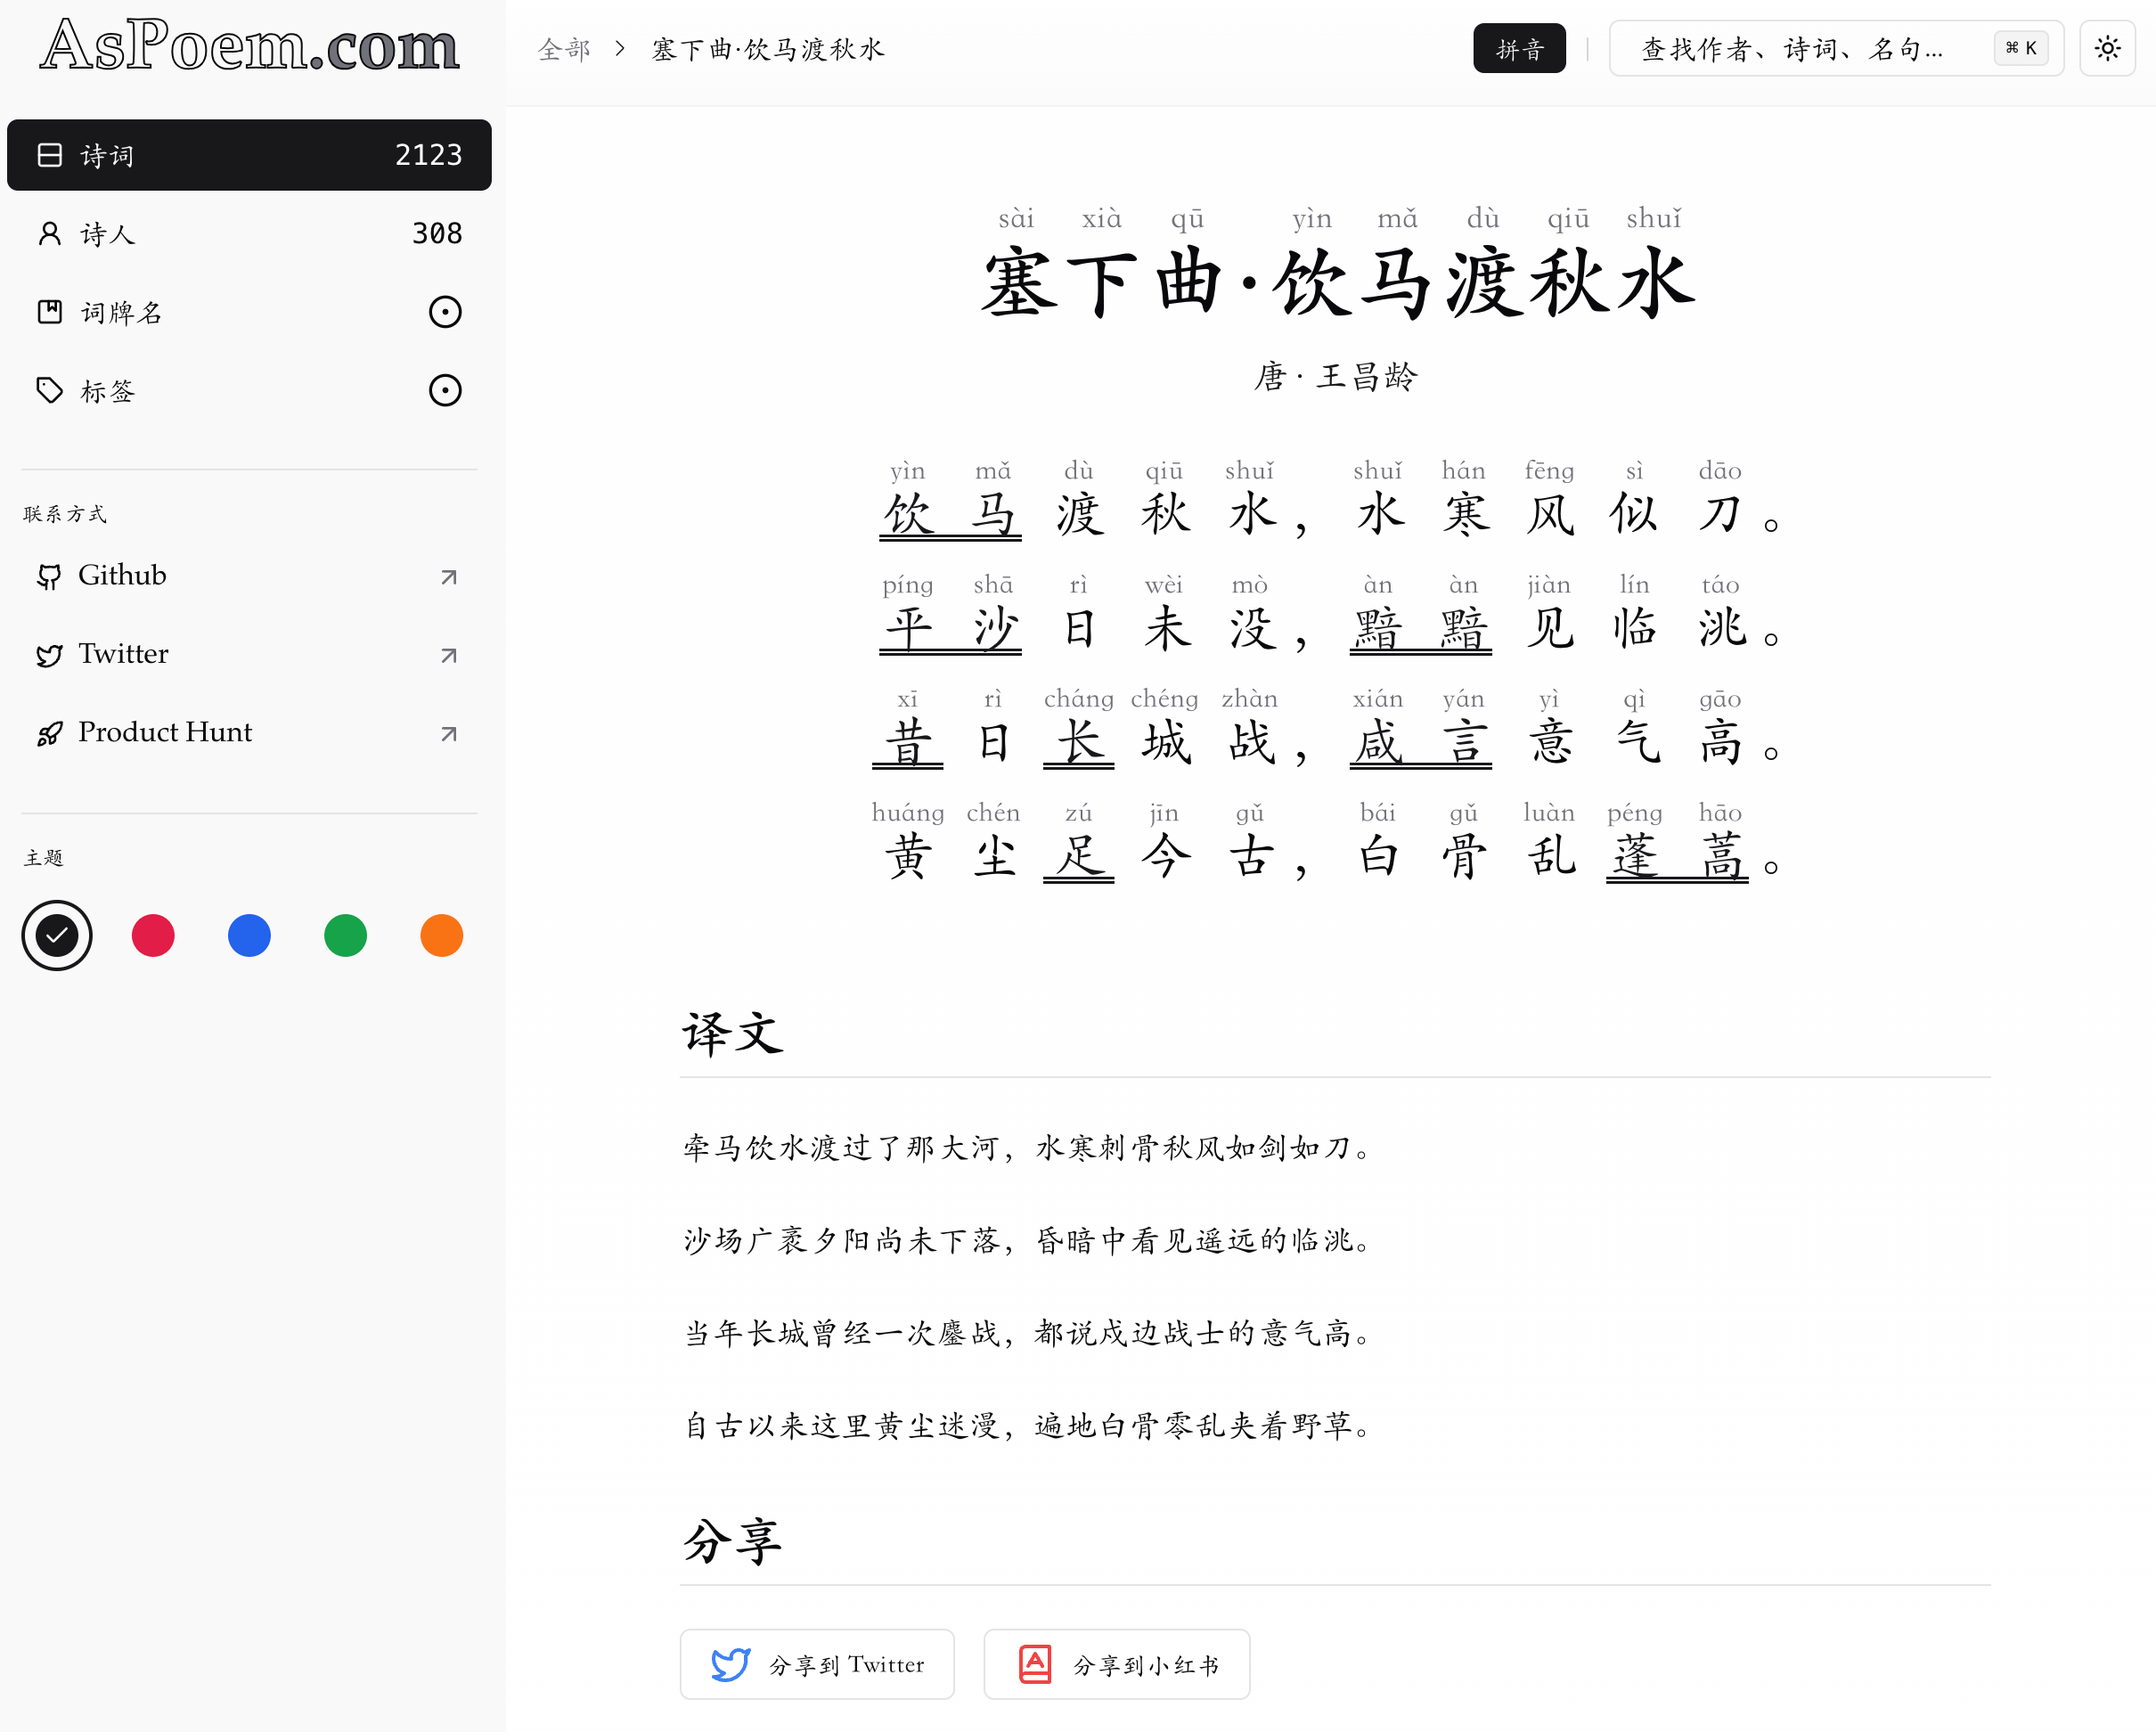 AsPoem.com
诗词 2123
诗人 308
词牌名
标签
联系方式
Github
Twitter
Product Hunt
主题
全部 > 塞下曲·饮马渡秋水
拼音
查找作者、诗词、名句... ⌘ K
sài xià qū yìn mǎ dù qiū shuǐ
塞下曲·饮马渡秋水
唐 · 王昌龄
yìn mǎ dù qiū shuǐ shuǐ hán fēng sì dāo
饮马渡秋水，水寒风似刀。
píng shā rì wèi mò àn àn jiàn lín táo
平沙日未没，黯黯见临洮。
xī rì cháng chéng zhàn xián yán yì qì gāo
昔日长城战，咸言意气高。
huáng chén zú jīn gǔ bái gǔ luàn péng hāo
黄尘足今古，白骨乱蓬蒿。
译文
牵马饮水渡过了那大河，水寒刺骨秋风如剑如刀。
沙场广袤夕阳尚未下落，昏暗中看见遥远的临洮。
当年长城曾经一次鏖战，都说戍边战士的意气高。
自古以来这里黄尘迷漫，遍地白骨零乱夹着野草。
分享
分享到 Twitter
分享到小红书